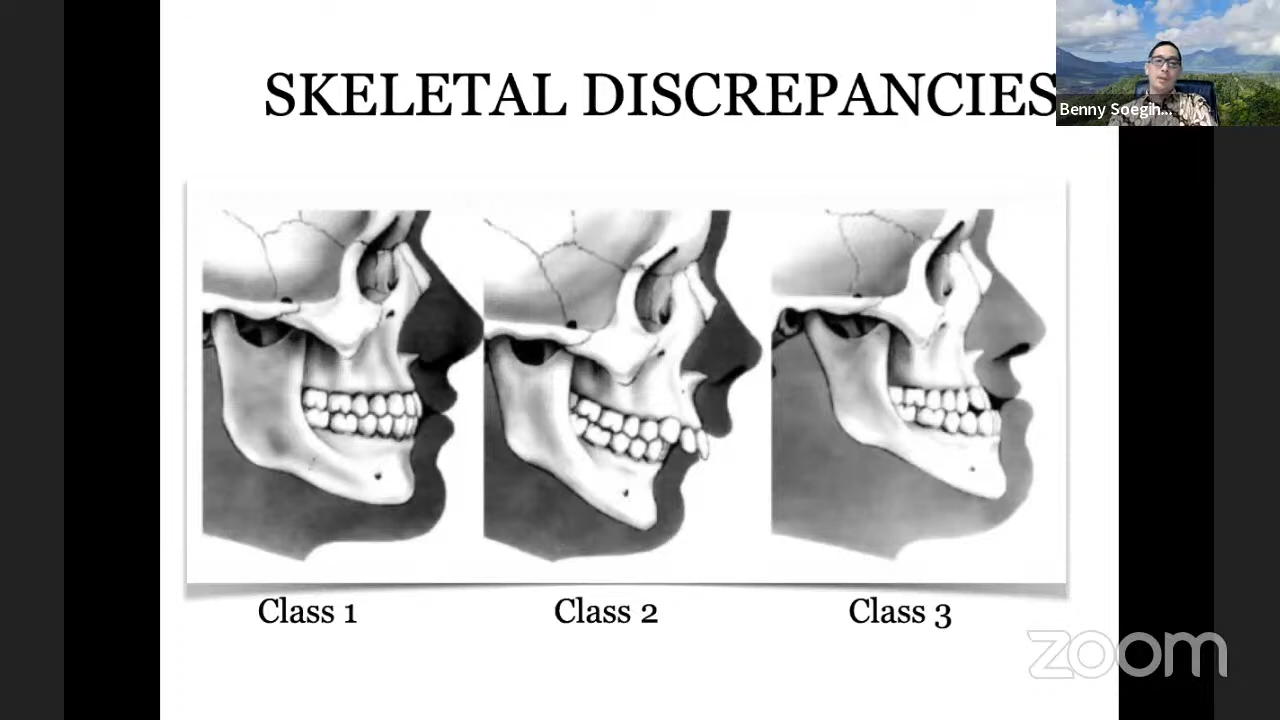 SKELETAL DISCREPANCIES
Benny Soegih...
Class 1
Class 2
Class 3
zoom